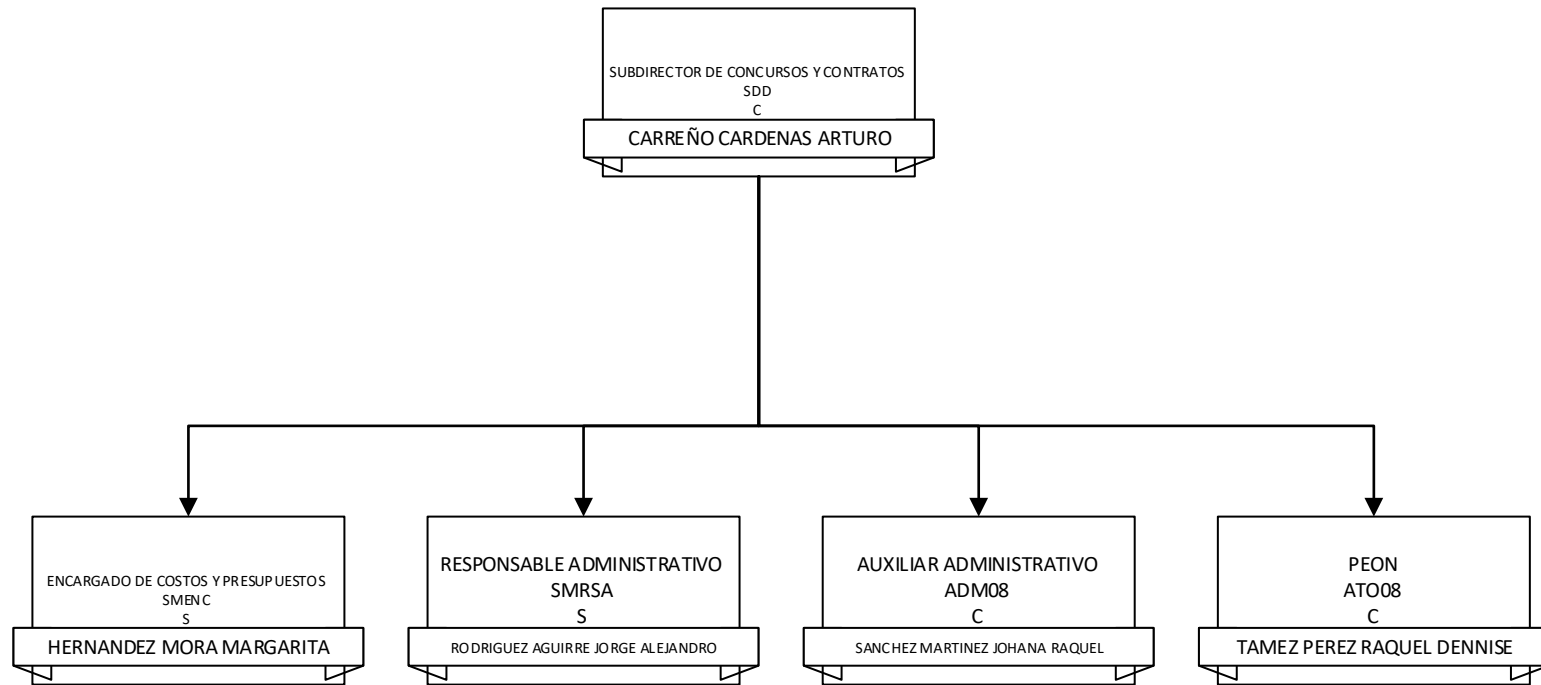 SUBDIRECTOR DE CONCURSOS Y CONTRATOS
SDD
C
CARREÑO CARDENAS ARTURO
ENCARGADO DE COSTOS Y PRESUPUESTOS
SMENC
S
HERNANDEZ MORA MARGARITA
RESPONSABLE ADMINISTRATIVO
SMRSA
S
RODRIGUEZ AGUIRRE JORGE ALEJANDRO
AUXILIAR ADMINISTRATIVO
ADM08
C
SANCHEZ MARTINEZ JOHANA RAQUEL
PEON
ATO08
C
TAMEZ PEREZ RAQUEL DENNISE